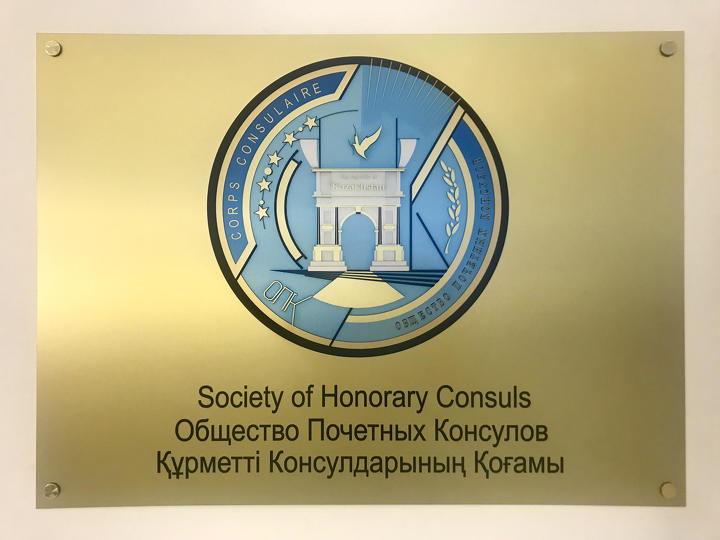 CORPS CONSULAIRE
Kazakhstan
ОБЩЕСТВО ПОЧЕТНЫХ КОНСУЛОВ
ОПК
Society of Honorary Consuls
Общество Почетных Консулов
Құрметті Консулдарының Қоғамы